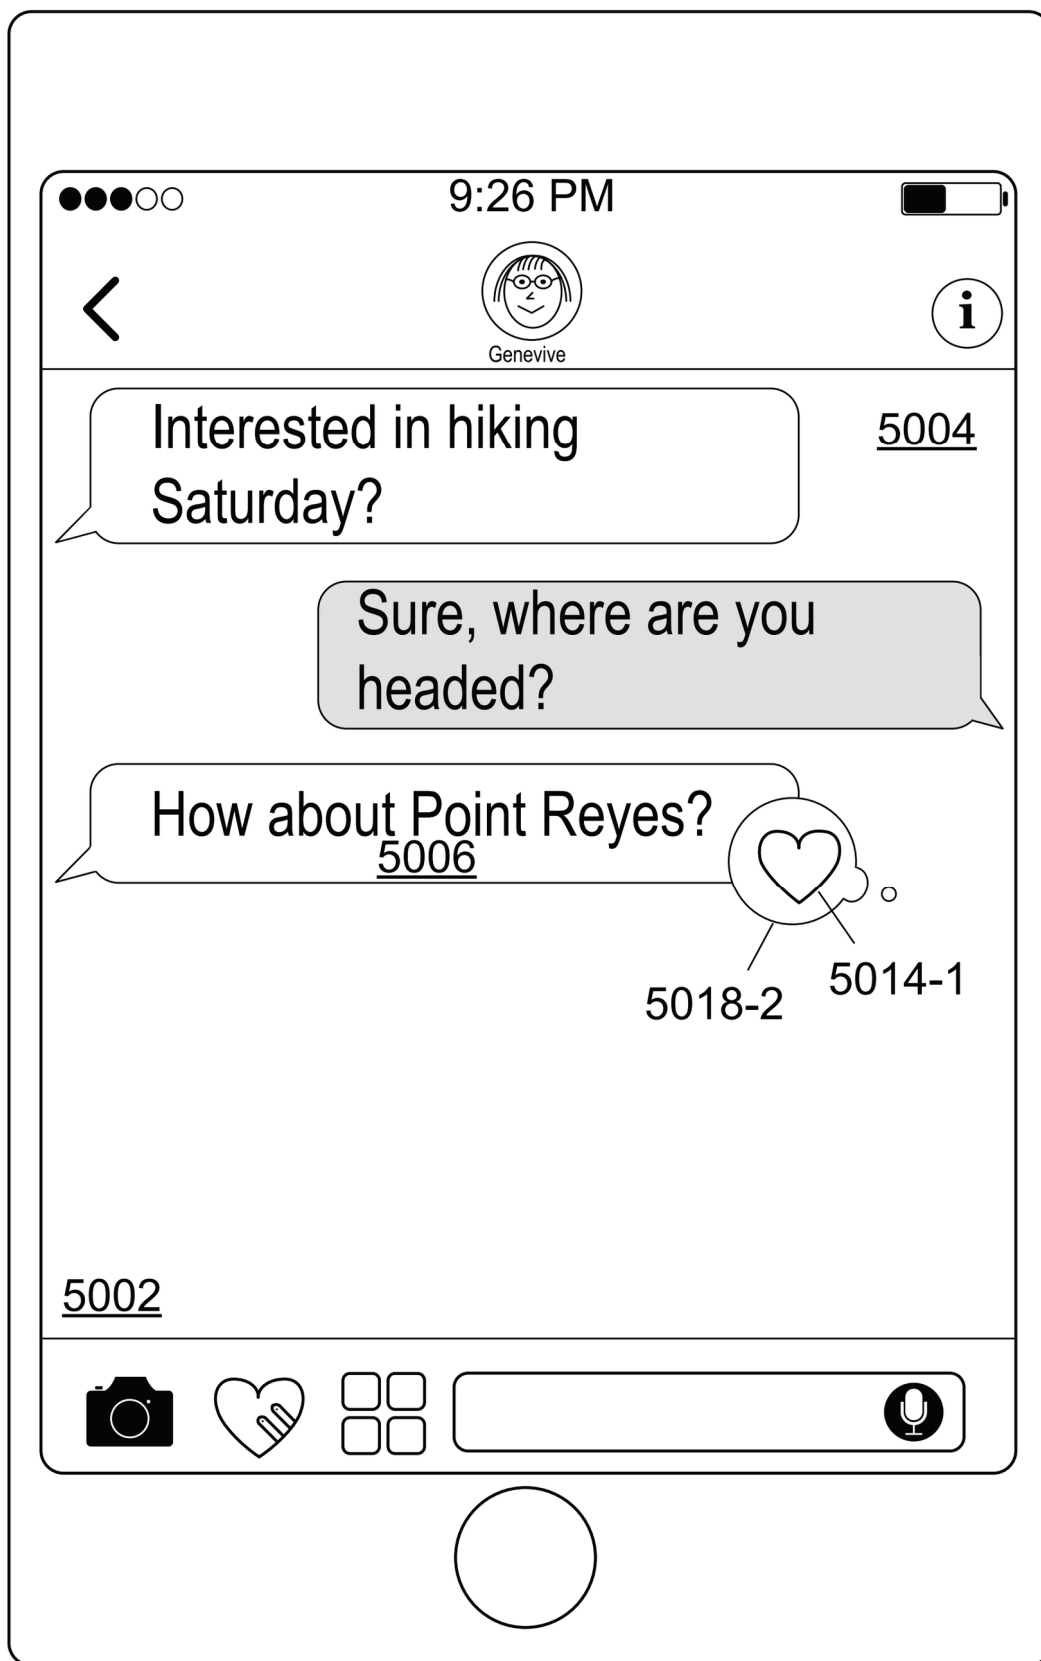 9:26 PM
i
Genevive
Interested in hiking
Saturday?
5004
Sure, where are you
headed?
How about Point Reyes?
5006
5014-1
5018-2
5002